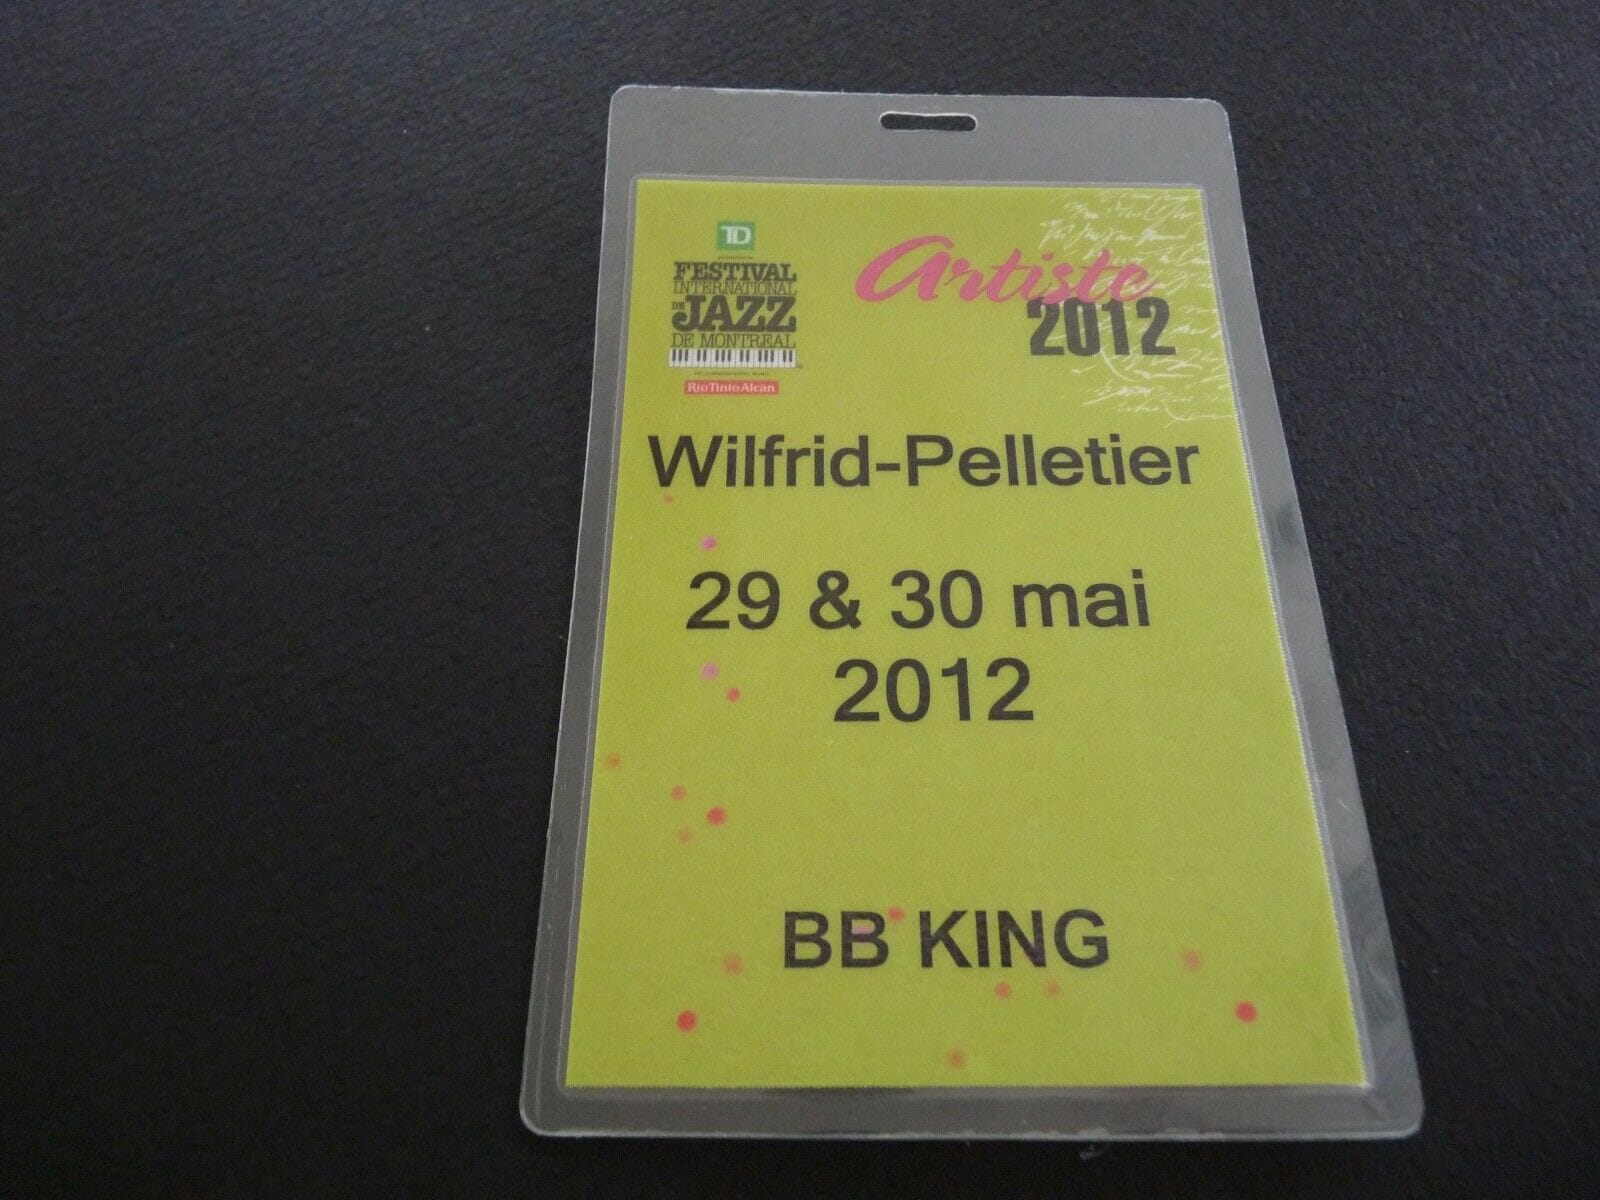 TD
FESTIVAL
INTERNATIONAL
DE JAZZ
DE MONTREAL
RioTintoAlcan
Artiste
2012
Wilfrid-Pelletier
29 & 30 mai
2012
BB KING